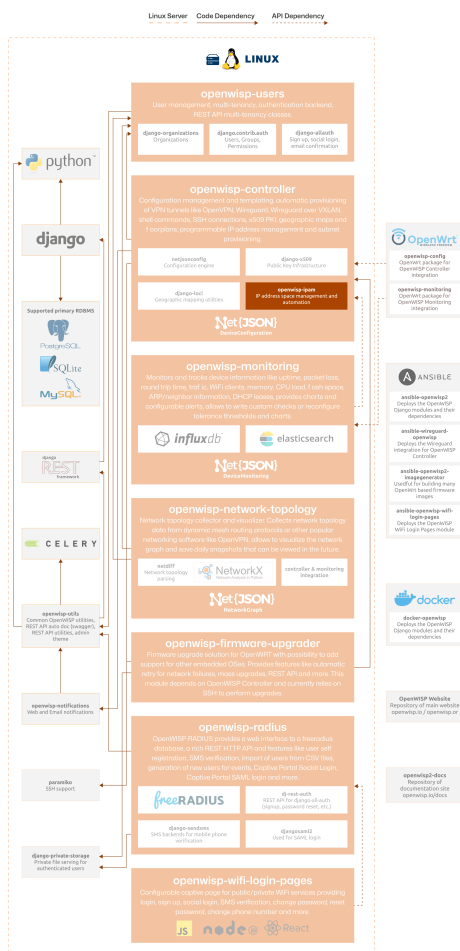 Linux Server
Code Dependency
API Dependency
LINUX
openwisp-users
User management, multi-tenancy, authentication backend,
REST API multi-tenancy classes.
django-organizations
Organizations
django.contrib.auth
Users, Groups,
Permissions
django-allauth
Sign up, social login,
email confirmation
openwisp-controller
Configuration management and templating, automatic provisioning
of VPN tunnels like OpenVPN, Wireguard, Wireguard over VXLAN,
shell commands, SSH connections, x509 PKI, geographic maps and
programmable IP address management and subnet
provisioning.
netjsonconfig
Configuration engine
django-x509
Public Key Infrastructure
django-loci
Geographic mapping utilities
openwisp-ipam
IP address space management and
automation
Net{JSON}
DeviceConfiguration
openwisp-monitoring
Monitors and tracks device information like uptime, packet loss,
round trip time, traffic, WiFi clients, memory, CPU load,
ARP/neighbor information, DHCP leases, provides charts and
configurable alerts, allows to write custom checks or reconfigure
tolerance thresholds and charts.
influxdb
elasticsearch
Net{JSON}
DeviceMonitoring
openwisp-network-topology
Network topology collector and visualizer. Collects network topology
data from dynamic mesh routing protocols or other popular
networking software like OpenVPN, allows to visualize the network
graph and save daily snapshots that can be viewed in the future.
netdiff
Network topology
parsing
NetworkX
Network Analysis in Python
controller & monitoring
integration
Net{JSON}
NetworkGraph
openwisp-firmware-upgrader
Firmware upgrade solution for OpenWRT with possibility to add
support for other embedded OSes. Provides features like automatic
retry for network failures, mass upgrades, REST API and more. This
module depends on OpenWISP Controller and currently relies on
SSH to perform upgrades.
openwisp-radius
OpenWISP-RADIUS provides a web interface to a freeradius
database, a rich REST HTTP API and features like user self
registration, SMS verification, import of users from CSV files,
generation of new users for events, Captive Portal Social Login,
Captive Portal SAML login and more.
freeRADIUS
dj-rest-auth
REST API for django-all-auth
(signup, password reset, etc.)
django-sendsms
SMS backends for mobile phone
verification
djangosaml2
Used for SAML login
openwisp-wifi-login-pages
Configurable captive page for public/private WiFi services providing
login, sign up, social login, SMS verification, change password, reset
password, change phone number and more.
JS
node
React
python
django
Supported primary RDBMS
PostgreSQL
SQLite
MySQL
django
REST
framework
CELERY
openwisp-utils
Common OpenWISP utilities,
REST API auto doc (swagger),
REST API utilities, admin
theme
openwisp-notifications
Web and Email notifications
paramiko
SSH support
django-private-storage
Private file serving for
authenticated users
OpenWrt
openwisp-config
OpenWrt package for
OpenWISP Controller
integration
openwisp-monitoring
OpenWrt package for
OpenWISP Monitoring
integration
ANSIBLE
ansible-openwisp2
Deploys the OpenWISP
Django modules and their
dependencies
ansible-wireguard-
openwisp
Deploys the Wireguard
integration for OpenWISP
Controller
ansible-openwisp2-
imagegenerator
Usedful for building many
OpenWrt based firmware
images
ansible-openwisp-wifi-
login-pages
Deploys the OpenWISP
WiFi Login Pages module
docker
docker-openwisp
Deploys the OpenWISP
Django modules and their
dependencies
OpenWISP Website
Repository of main website
openwisp.io / openwisp.or
openwisp2-docs
Repository of
documentation site
openwisp.io/docs